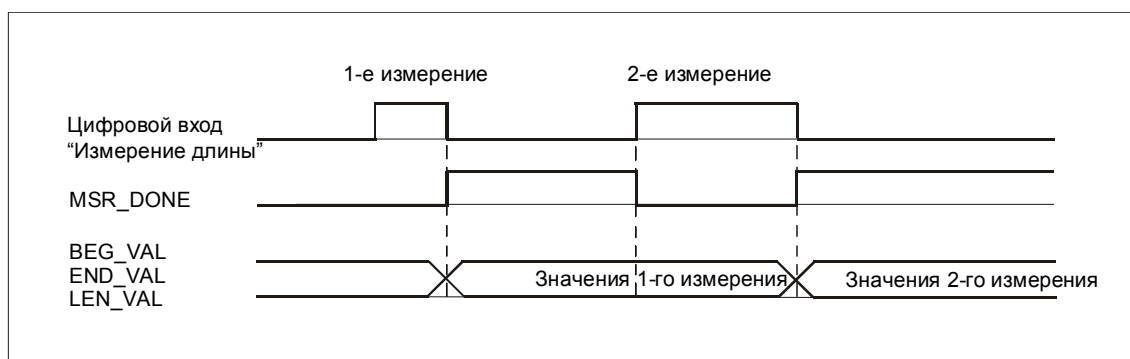 1-е измерение
2-е измерение
Цифровой вход
“Измерение длины”
MSR_DONE
BEG_VAL
END_VAL
LEN_VAL
Значения 1-го измерения
Значения 2-го измерения